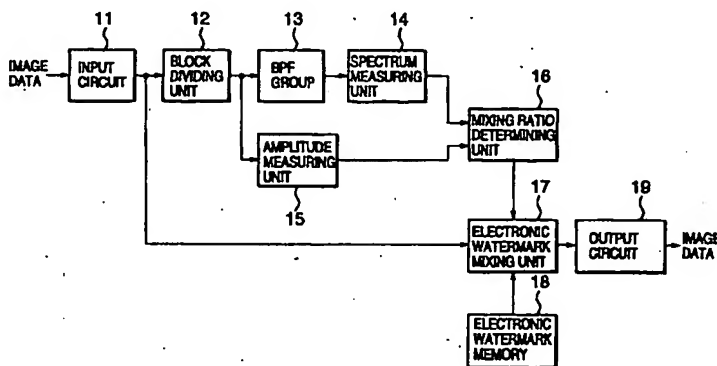 11
12
13
14
IMAGE
DATA
INPUT
CIRCUIT
BLOCK
DIVIDING
UNIT
BPF
GROUP
SPECTRUM
MEASURING
UNIT
16
MIXING RATIO
DETERMINING
UNIT
AMPLITUDE
MEASURING
UNIT
15
17
19
ELECTRONIC
WATERMARK
MIXING UNIT
OUTPUT
CIRCUIT
IMAGE
DATA
18
ELECTRONIC
WATERMARK
MEMORY